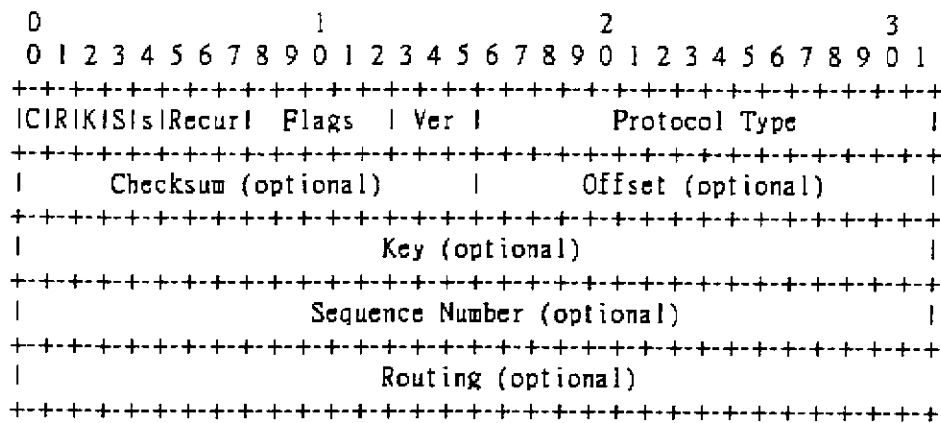 0                   1                   2                   3
0 1 2 3 4 5 6 7 8 9 0 1 2 3 4 5 6 7 8 9 0 1 2 3 4 5 6 7 8 9 0 1
+-+-+-+-+-+-+-+-+-+-+-+-+-+-+-+-+-+-+-+-+-+-+-+-+-+-+-+-+-+-+-+-+
|C|R|K|S|s|Recur| Flags | Ver | Protocol Type |
+-+-+-+-+-+-+-+-+-+-+-+-+-+-+-+-+-+-+-+-+-+-+-+-+-+-+-+-+-+-+-+-+
| Checksum (optional) | Offset (optional) |
+-+-+-+-+-+-+-+-+-+-+-+-+-+-+-+-+-+-+-+-+-+-+-+-+-+-+-+-+-+-+-+-+
| Key (optional) |
+-+-+-+-+-+-+-+-+-+-+-+-+-+-+-+-+-+-+-+-+-+-+-+-+-+-+-+-+-+-+-+-+
| Sequence Number (optional) |
+-+-+-+-+-+-+-+-+-+-+-+-+-+-+-+-+-+-+-+-+-+-+-+-+-+-+-+-+-+-+-+-+
| Routing (optional)
+-+-+-+-+-+-+-+-+-+-+-+-+-+-+-+-+-+-+-+-+-+-+-+-+-+-+-+-+-+-+-+-+